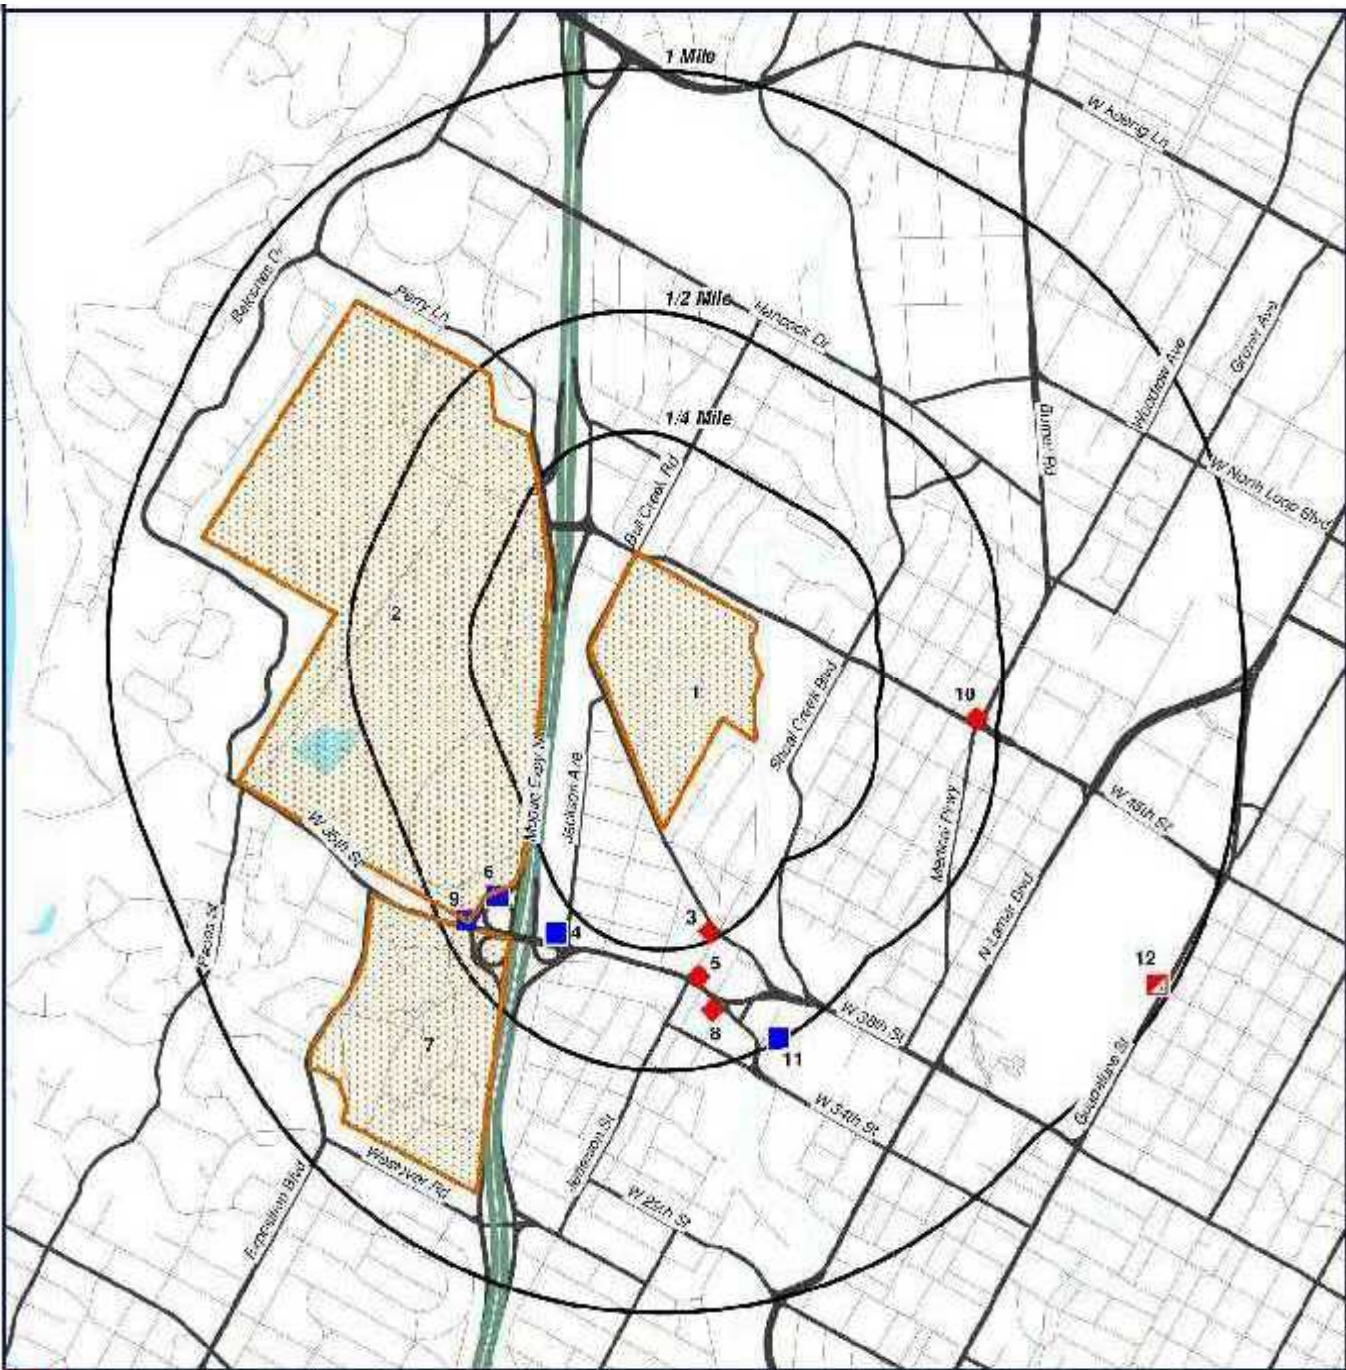 1 Mile
W Koenig Ln
Balcones Dr
Perry Ln
1/2 Mile
Hancock Dr
Grover Ave
Woodrow Ave
1/4 Mile
Burnet Rd
Bull Creek Rd
W North Loop Blvd
2
1
Shoal Creek Blvd
10
Jackson Ave
W 45th St
Medical Pkwy
W 35th St
6
9
4
3
N Lamar Blvd
5
12
Pecos St
8
W 38th St
11
7
Guadalupe St
W 34th St
Jefferson St
Westover Rd
Exposition Blvd
W 29th St